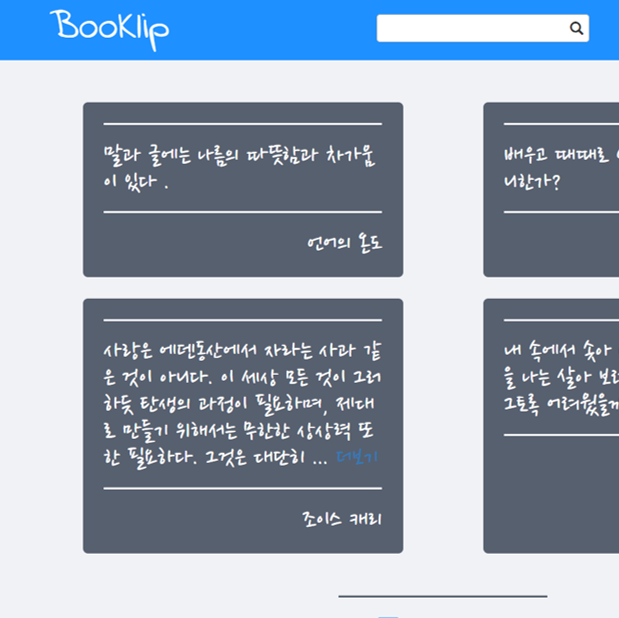 BooKlip
말과 글에는 나름의 따뜻함과 차가움
이 있다 .
언어의 온도
배우고 때때로
니한가?
사랑은 에덴동산에서 자라는 사과 같
은 것이 아니다. 이 세상 모든 것이 그러
하듯 탄생의 과정이 필요하며, 제대
로 만들기 위해서는 무한한 상상력 또
한 필요하다. 그것은 대단히 ... 더보기
조이스 캐리
내 속에서 솟아
을 나는 살아 보려
그토록 어려웠을까